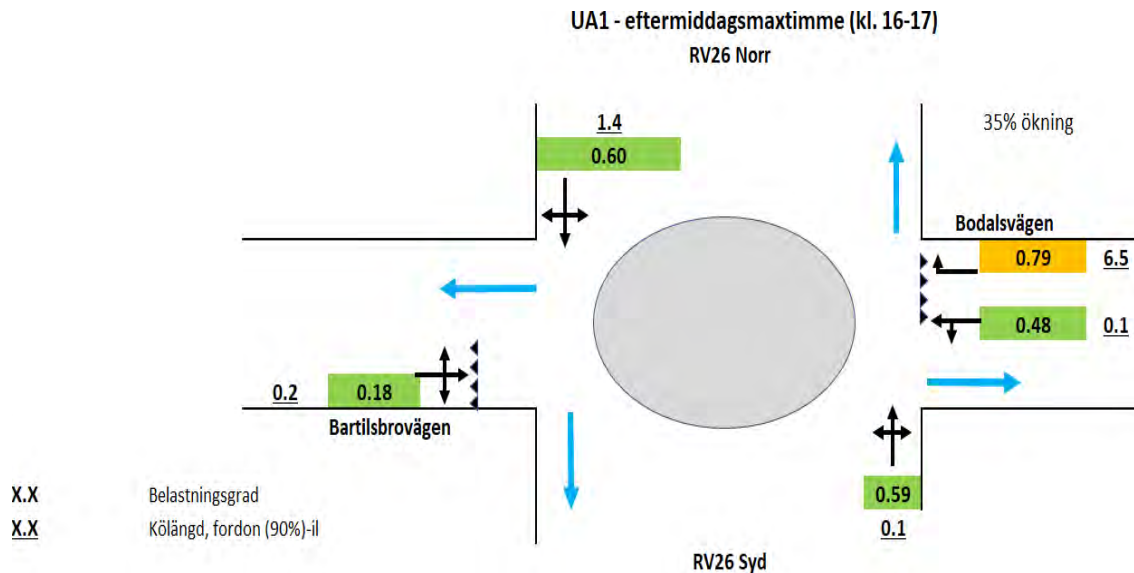 UA1 - eftermiddagsmaxtimme (kl. 16-17)
RV26 Norr
35% ökning
1.4
0.60
Bodalsvägen
0.79 6.5
0.48 0.1
0.2 0.18
Bartilsbrovägen
0.59
0.1
X.X Belastningsgrad
X.X Kölängd, fordon (90%)-il
RV26 Syd